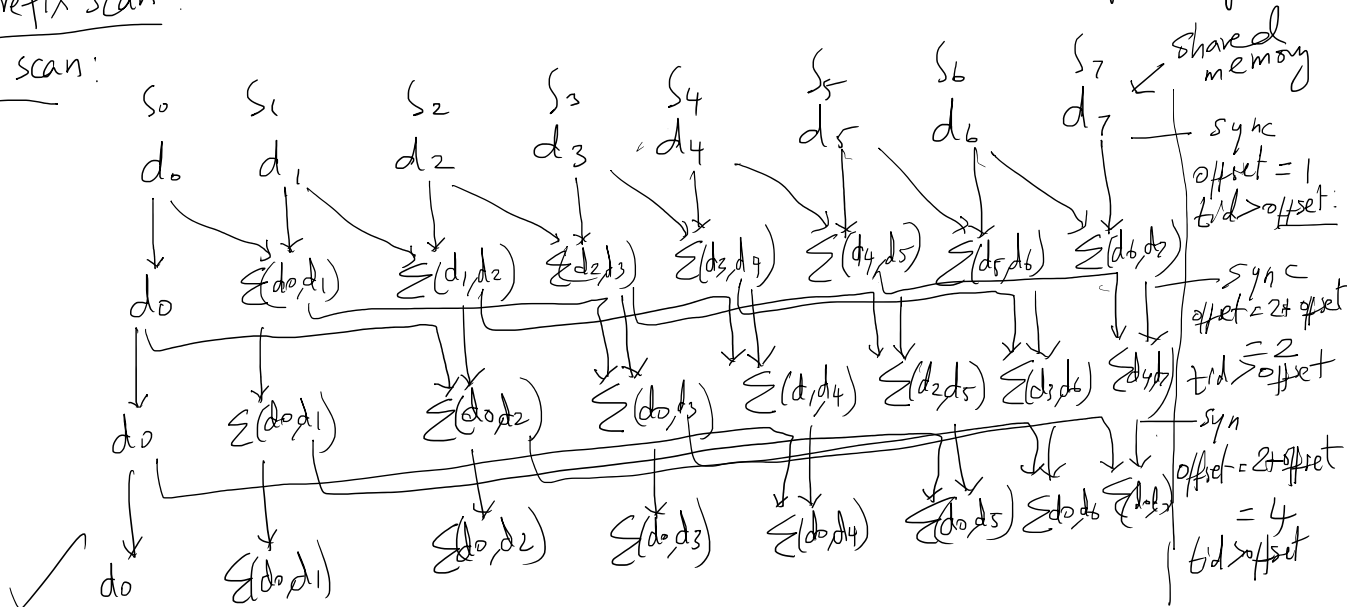 refix scan
scan:
shared
memory
S0 S1 S2 S3 S4 S5 S6 S7
d0 d1 d2 d3 d4 d5 d6 d7
sync
offset = 1
tid>offset:
d0 Σ(d0,d1) Σ(d1,d2) Σ(d2,d3) Σ(d3,d4) Σ(d4,d5) Σ(d5,d6) Σ(d6,d7)
sync
offset = 2* offset
= 2
tid>offset
d0 Σ(d0,d1) Σ(d0,d2) Σ(d0,d3) Σ(d1,d4) Σ(d2,d5) Σ(d3,d6) Σ(d4,d7)
syn
offset = 2*offset
= 4
tid>offset
d0 Σ(d0,d1) Σ(d0,d2) Σ(d0,d3) Σ(d0,d4) Σ(d0,d5) Σ(d0,d6 Σ(d0,d7)